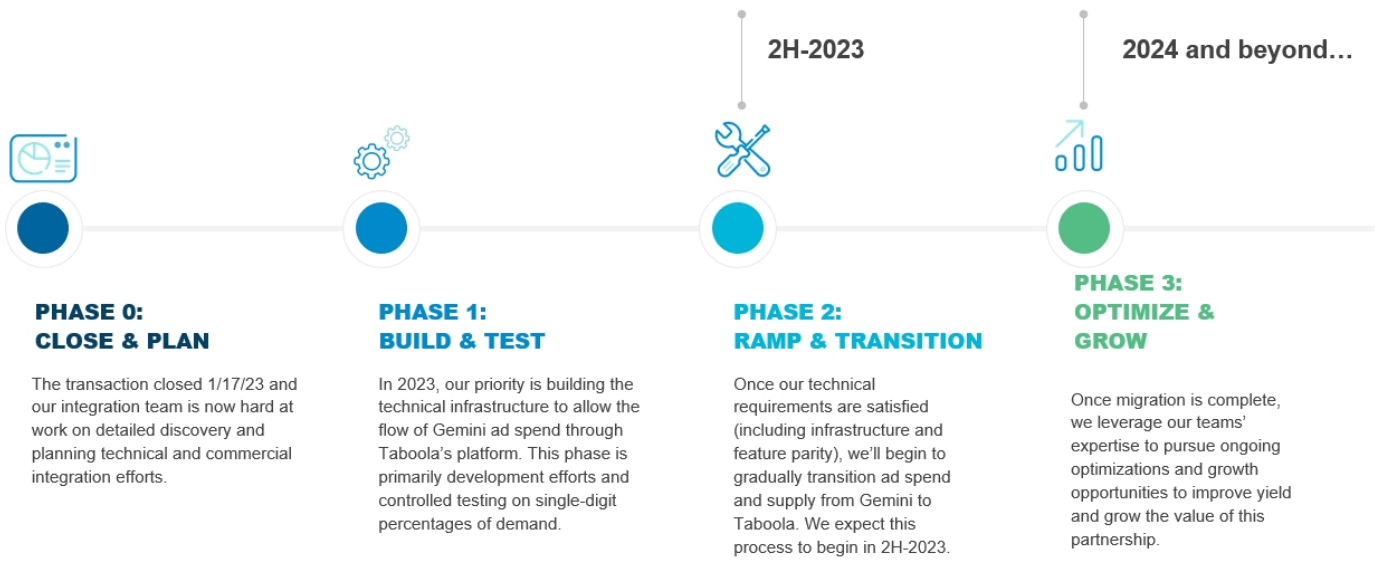 2H-2023
2024 and beyond…
PHASE 0:
CLOSE & PLAN
The transaction closed 1/17/23 and
our integration team is now hard at
work on detailed discovery and
planning technical and commercial
integration efforts.
PHASE 1:
BUILD & TEST
In 2023, our priority is building the
technical infrastructure to allow the
flow of Gemini ad spend through
Taboola’s platform. This phase is
primarily development efforts and
controlled testing on single-digit
percentages of demand.
PHASE 2:
RAMP & TRANSITION
Once our technical
requirements are satisfied
(including infrastructure and
feature parity), we’ll begin to
gradually transition ad spend
and supply from Gemini to
Taboola. We expect this
process to begin in 2H-2023.
PHASE 3:
OPTIMIZE &
GROW
Once migration is complete,
we leverage our teams’
expertise to pursue ongoing
optimizations and growth
opportunities to improve yield
and grow the value of this
partnership.